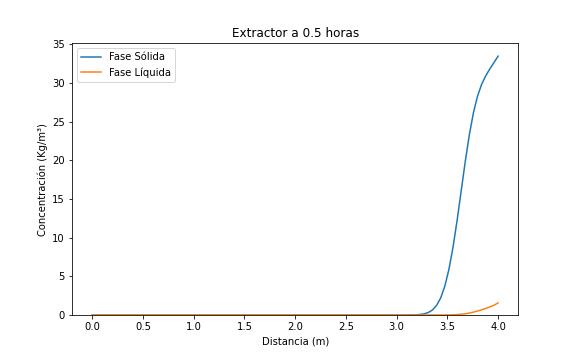 Extractor a 0.5 horas
Fase Sólida
Fase Líquida
Concentración (Kg/m³)
35
30
25
20
15
10
5
0
0.0 0.5 1.0 1.5 2.0 2.5 3.0 3.5 4.0
Distancia (m)